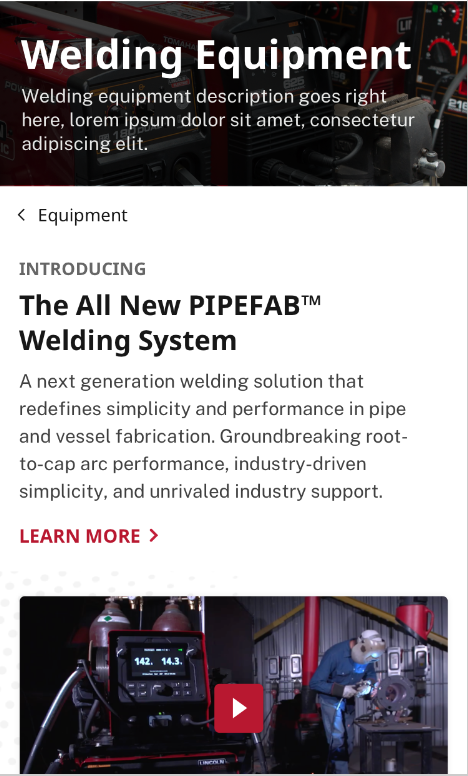 Welding Equipment
Welding equipment description goes right
here, lorem ipsum dolor sit amet, consectetur
adipiscing elit.
Equipment
INTRODUCING
The All New PIPEFAB™
Welding System
A next generation welding solution that
redefines simplicity and performance in pipe
and vessel fabrication. Groundbreaking root-
to-cap arc performance, industry-driven
simplicity, and unrivaled industry support.
LEARN MORE
142. 14.3.
LINCOLN